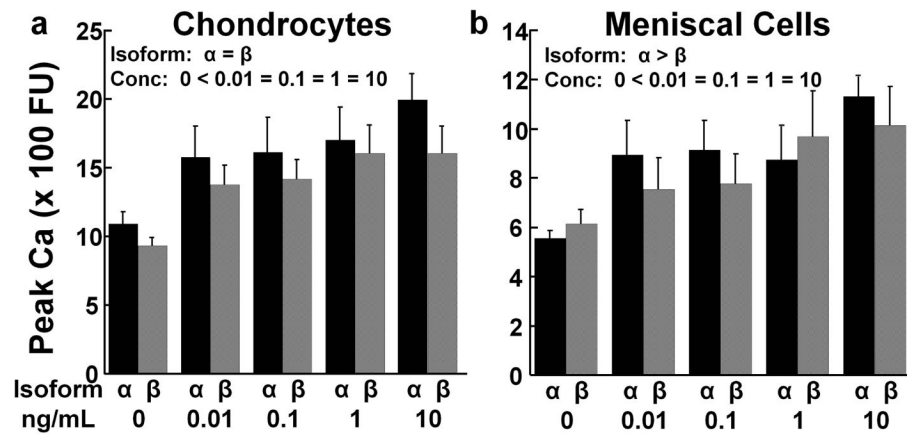 a Chondrocytes
Isoform: α = β
Conc: 0 < 0.01 = 0.1 = 1 = 10
Peak Ca (x 100 FU)
25
20
15
10
5
0
Isoform α β α β α β α β α β
ng/mL 0 0.01 0.1 1 10
b Meniscal Cells
Isoform: α > β
Conc: 0 < 0.01 = 0.1 = 1 = 10
14
12
10
8
6
4
2
0
α β α β α β α β α β
0 0.01 0.1 1 10